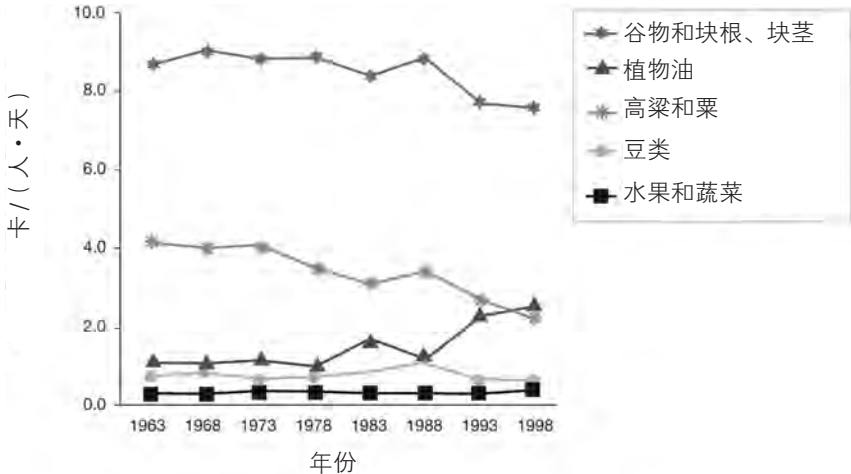 10.0
8.0
6.0
4.0
2.0
0.0
卡 /（人・天）
1963 1968 1973 1978 1983 1988 1993 1998
年份
谷物和块根、块茎
植物油
高粱和粟
豆类
水果和蔬菜